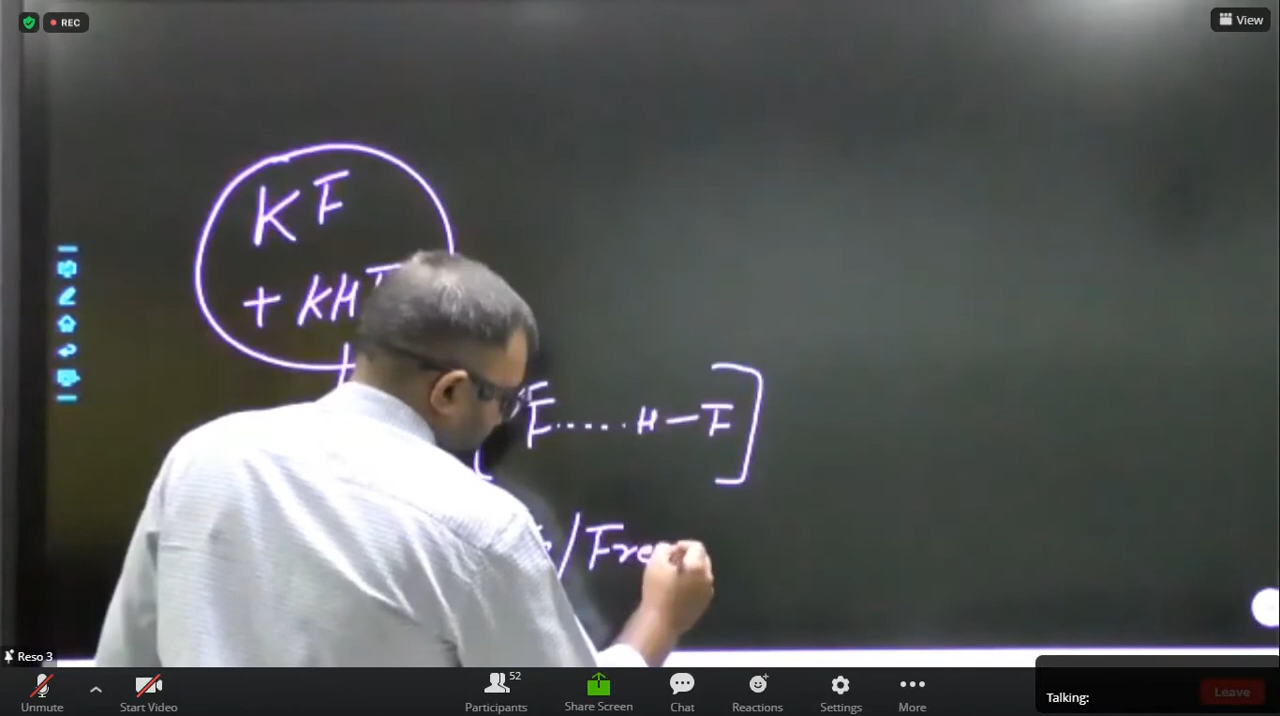 REC
View
KF
+ KH
F.....H-F]
/Free
Reso 3
Unmute
Start Video
Participants
52
Share Screen
Chat
Reactions
Settings
More
Talking:
Leave